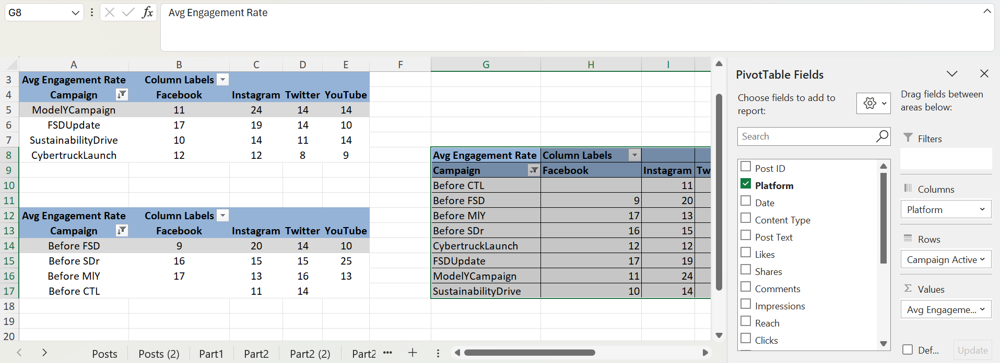 G8
fx
Avg Engagement Rate
A B C D E F G H I
3 Avg Engagement Rate Column Labels
4 Campaign Facebook Instagram Twitter YouTube
5 ModelYCampaign 11 24 14 14
6 FSDUpdate 17 19 14 10
7 SustainabilityDrive 10 14 11 14
8 CybertruckLaunch 12 12 8 9 Avg Engagement Rate Column Labels
9 Campaign Facebook Instagram Tw
10 Before CTL 11
11 Before FSD 9 20
12 Avg Engagement Rate Column Labels Before MlY 17 13
13 Campaign Facebook Instagram Twitter YouTube Before SDr 16 15
14 Before FSD 9 20 14 10 CybertruckLaunch 12 12
15 Before SDr 16 15 15 25 FSDUpdate 17 19
16 Before MlY 17 13 16 13 ModelYCampaign 11 24
17 Before CTL 11 14 SustainabilityDrive 10 14
18
19
20
Posts Posts (2) Part1 Part2 Part2 (2) Part2 ••• +
PivotTable Fields
Choose fields to add to
report:
Search
Post ID
Platform
Date
Content Type
Post Text
Likes
Shares
Comments
Impressions
Reach
Clicks
Drag fields between
areas below:
Filters
Columns
Platform
Rows
Campaign Active
Σ Values
Avg Engageme...
Def...
Update